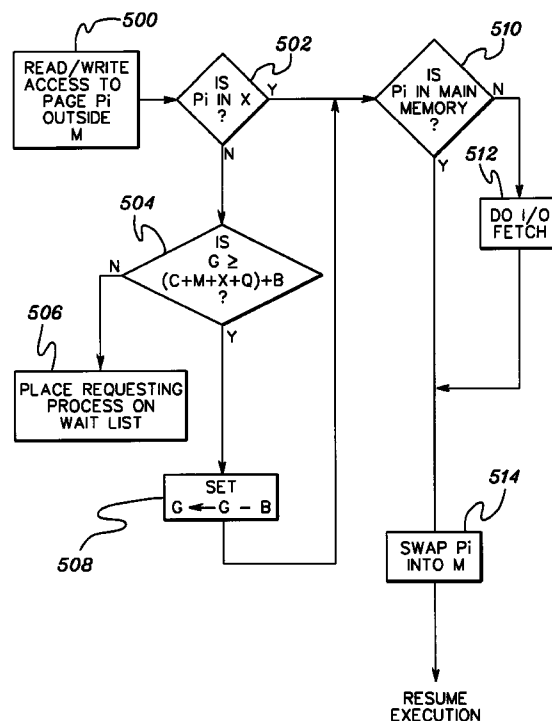 500
READ/WRITE
ACCESS TO
PAGE Pi
OUTSIDE
M
502
IS
Pi IN X
?
Y
N
504
IS
G ≥
(C+M+X+Q)+B
?
N
Y
506
PLACE REQUESTING
PROCESS ON
WAIT LIST
SET
G ← G - B
508
510
IS
Pi IN MAIN
MEMORY
?
N
Y
512
DO I/O
FETCH
514
SWAP Pi
INTO M
RESUME
EXECUTION